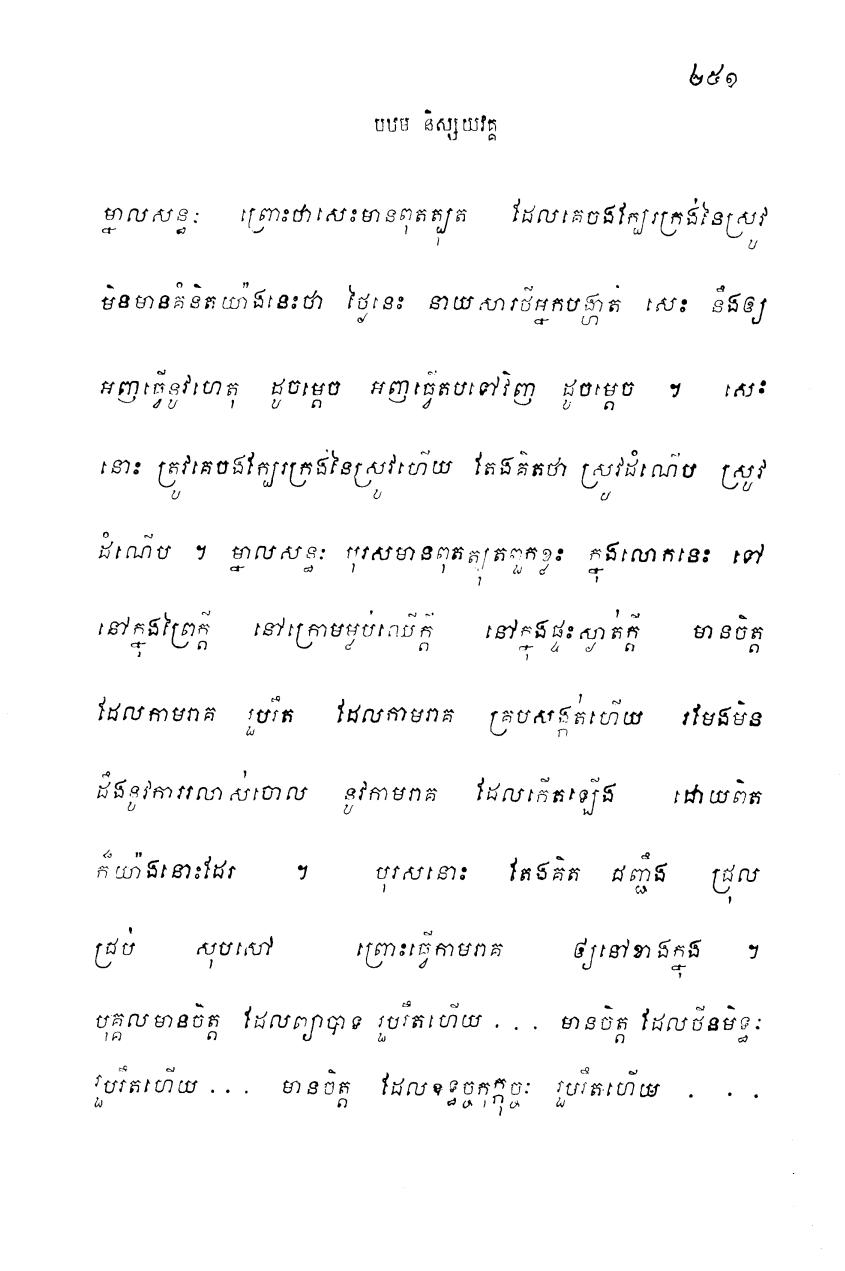 ២៥១
បឋម និស្សយវគ្គ
ម្នាលសន្ធៈ ព្រោះថាសេះមានពុតត្បុត ដែលគេចងក្បែរក្រង់នៃស្រូវ
មិនមានគំនិតយ៉ាងនេះថា ថ្ងៃនេះ នាយសារថីអ្នកបង្ហាត់ សេះ នឹងឲ្យ
អញធ្វើនូវហេតុ ដូចម្តេច អញធ្វើតបទៅវិញ ដូចម្តេច ។ សេះ
នោះ ត្រូវគេចងក្បែរក្រង់នៃស្រូវហើយ តែងគិតថា ស្រូវដំណើប ស្រូវ
ដំណើប ។ ម្នាលសន្ធៈ បុរសមានពុតត្បុតពួកខ្លះ ក្នុងលោកនេះ ទៅ
នៅក្នុងព្រៃក្តី នៅក្រោមម្លប់ឈើក្តី នៅក្នុងផ្ទះស្ងាត់ក្តី មានចិត្ត
ដែលកាមរាគ រួបរឹត ដែលកាមរាគ គ្របសង្កត់ហើយ រមែងមិន
ដឹងនូវការរលាស់ចោល នូវកាមរាគ ដែលកើតឡើង ដោយពិត
ក៏យ៉ាងនោះដែរ ។ បុរសនោះ តែងគិត ជញ្ជឹង ជ្រុល
ជ្រប់ សុបសៅ ព្រោះធ្វើកាមរាគ ឲ្យនៅខាងក្នុង ។
បុគ្គលមានចិត្ត ដែលព្យាបាទ រួបរឹតហើយ . . . មានចិត្ត ដែលថីនមិទ្ធៈ
រួបរឹតហើយ . . . មានចិត្ត ដែលឧទ្ធច្ចកុក្កុច្ចៈ រួបរឹតហើយ . . .